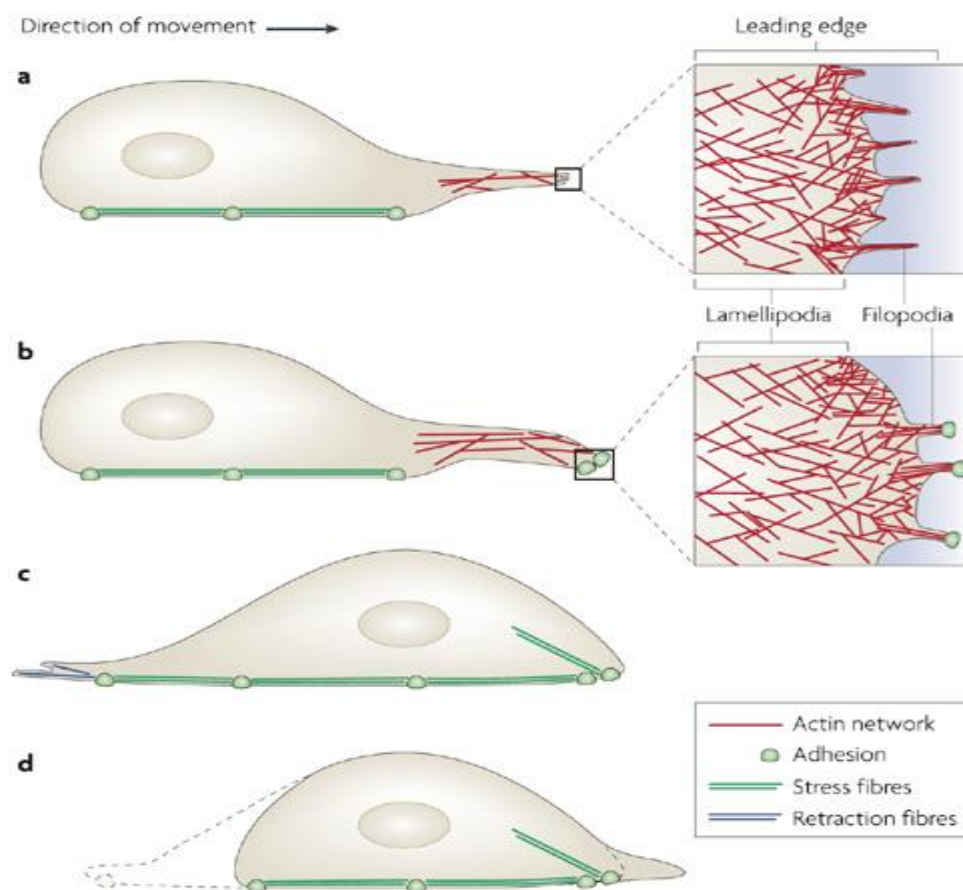 Direction of movement
Leading edge
a
Lamellipodia
Filopodia
b
c
Actin network
Adhesion
Stress fibres
Retraction fibres
d